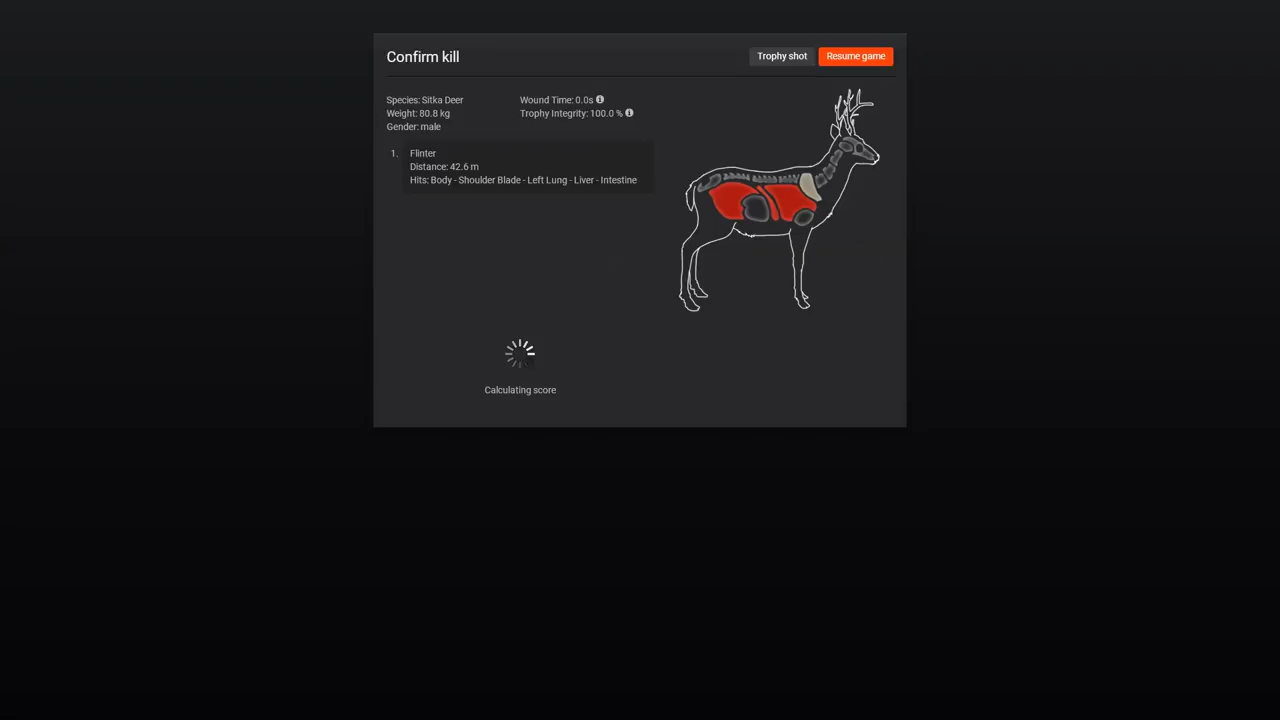 Confirm kill
Trophy shot
Resume game
Species: Sitka Deer
Wound Time: 0.0s
Weight: 80.8 kg
Trophy Integrity: 100.0 %
Gender: male
1. Flinter
Distance: 42.6 m
Hits: Body - Shoulder Blade - Left Lung - Liver - Intestine
Calculating score